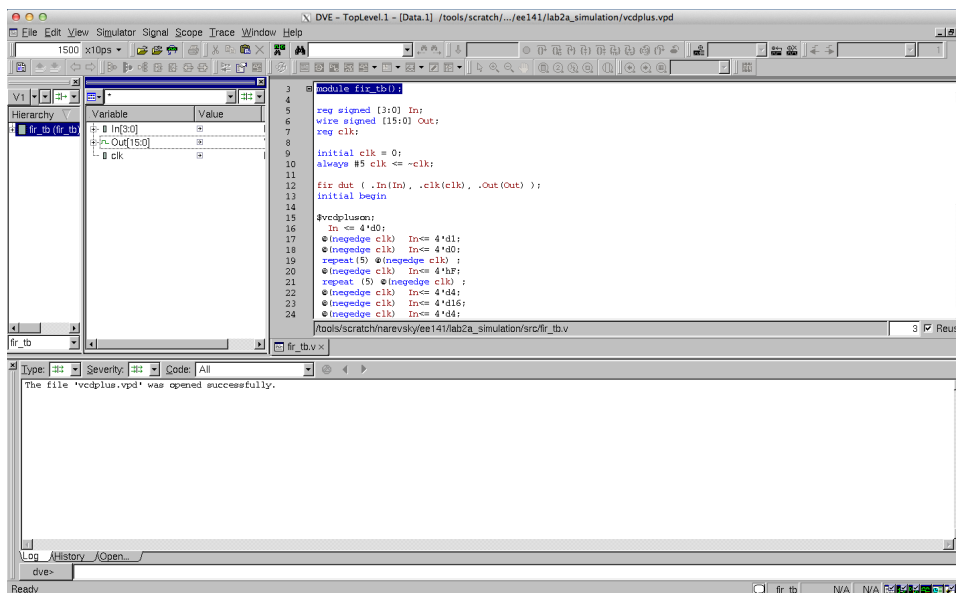 DVE - TopLevel.1 - [Data.1] /tools/scratch/.../ee141/lab2a_simulation/vcdplus.vpd
File Edit View Simulator Signal Scope Trace Window Help
1500 x10ps
V1
Hierarchy
fir_tb (fir_tb)
fir_tb
*
Variable Value
In[3:0]
Out[15:0]
clk
3 module fir_tb();
4
5 reg signed [3:0] In;
6 wire signed [15:0] Out;
7 reg clk;
8
9 initial clk = 0;
10 always #5 clk <= ~clk;
11
12 fir dut ( .In(In), .clk(clk), .Out(Out) );
13 initial begin
14
15 $vcdpluson;
16 In <= 4'd0;
17 @(negedge clk) In<= 4'd1;
18 @(negedge clk) In<= 4'd0;
19 repeat(5) @(negedge clk) ;
20 @(negedge clk) In<= 4'hF;
21 repeat (5) @(negedge clk) ;
22 @(negedge clk) In<= 4'd4;
23 @(negedge clk) In<= 4'd16;
24 @(negedge clk) In<= 4'd4;
/tools/scratch/narevsky/ee141/lab2a_simulation/src/fir_tb.v 3 Reus
fir_tb.v ×
Type: Severity: Code: All
The file 'vcdplus.vpd' was opened successfully.
Log History Open...
dve>
Ready fir_tb N/A N/A